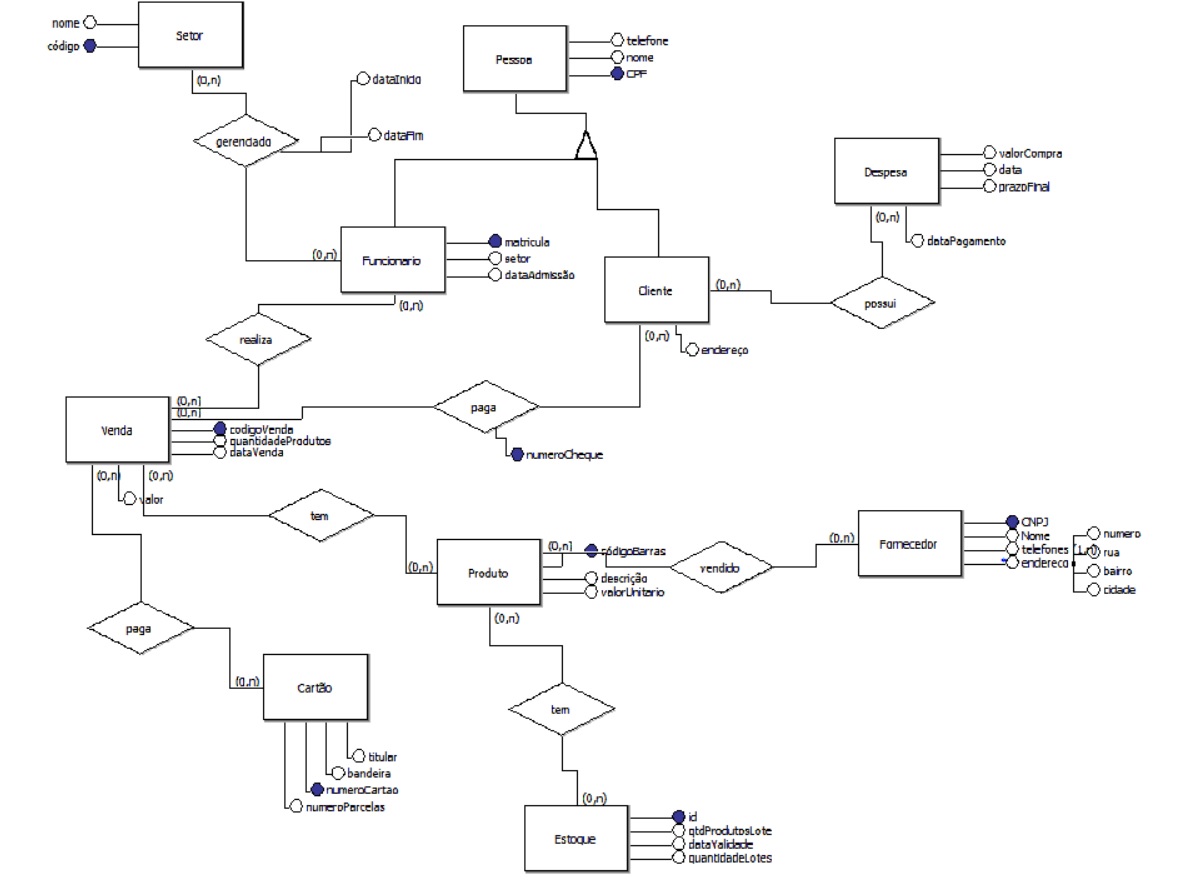 nome
código
Setor
(0,n)
gerenciado
dataInicio
dataFim
Pessoa
telefone
nome
CPF
Despesa
valorCompra
data
prazoFinal
(0,n)
dataPagamento
possui
(0,n)
Funcionario
matricula
setor
dataAdmissão
(0,n)
Cliente
(0,n)
(0,n)
endereço
realiza
(0,n)
(0,n)
Venda
codigoVenda
quantidadeProdutos
dataVenda
(0,n)
(0,n)
valor
paga
numeroCheque
tem
(0,n)
Produto
(0,n)
códigoBarras
descrição
valorUnitario
(0,n)
vendido
(0,n)
Fornecedor
CNPJ
Nome
telefones (1,n)
endereco
numero
rua
bairro
cidade
paga
(0,n)
Cartão
titular
bandeira
numeroCartao
numeroParcelas
tem
(0,n)
Estoque
id
qtdProdutosLote
dataValidade
quantidadeLotes